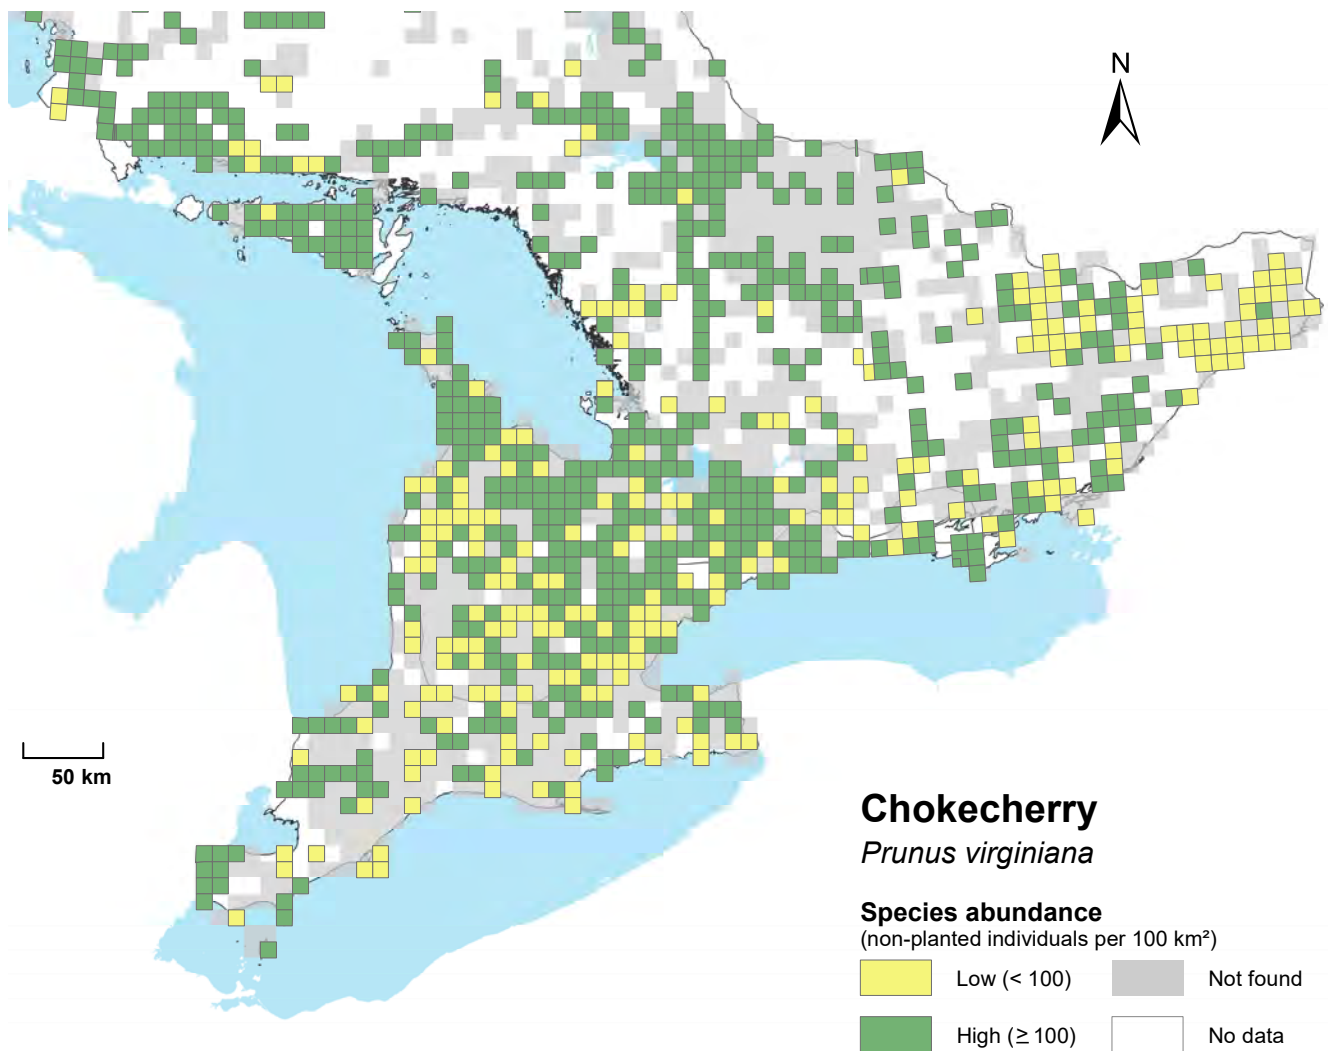 N
50 km
Chokecherry
Prunus virginiana
Species abundance
(non-planted individuals per 100 km²)
Low (< 100)
Not found
High (≥ 100)
No data